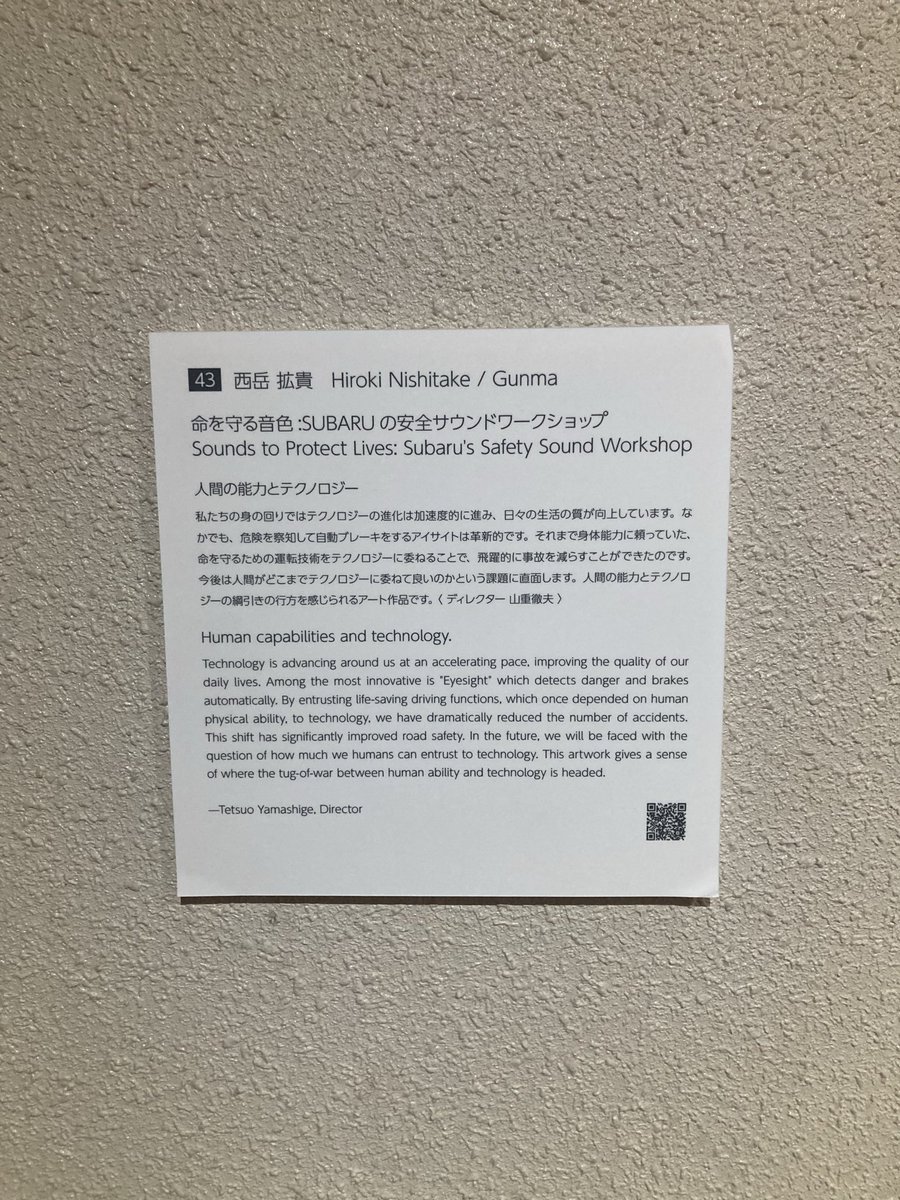 43 西岳 拡貴 Hiroki Nishitake / Gunma
命を守る音色:SUBARU の安全サウンドワークショップ
Sounds to Protect Lives: Subaru's Safety Sound Workshop
人間の能力とテクノロジー
私たちの身の回りではテクノロジーの進化は加速度的に進み、日々の生活の質が向上しています。な
かでも、危険を察知して自動ブレーキをするアイサイトは革新的です。それまで身体能力に頼っていた、
命を守るための運転技術をテクノロジーに委ねることで、飛躍的に事故を減らすことができたのです。
今後は人間がどこまでテクノロジーに委ねて良いのかという課題に直面します。人間の能力とテクノロ
ジーの綱引きの行方を感じられるアート作品です。〈 ディレクター 山重徹夫 〉
Human capabilities and technology.
Technology is advancing around us at an accelerating pace, improving the quality of our
daily lives. Among the most innovative is "Eyesight" which detects danger and brakes
automatically. By entrusting life-saving driving functions, which once depended on human
physical ability, to technology, we have dramatically reduced the number of accidents.
This shift has significantly improved road safety. In the future, we will be faced with the
question of how much we humans can entrust to technology. This artwork gives a sense
of where the tug-of-war between human ability and technology is headed.
—Tetsuo Yamashige, Director